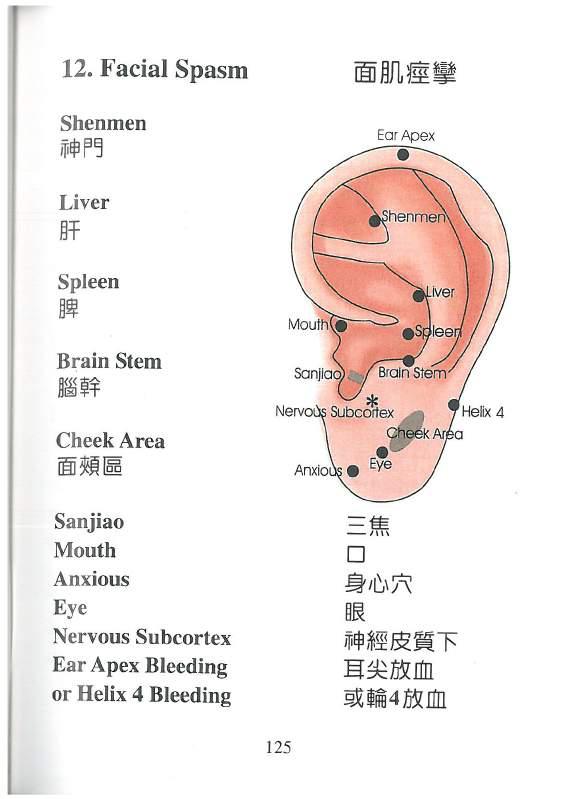 12. Facial Spasm 面肌痙攣
Shenmen
神門
Liver
肝
Spleen
脾
Brain Stem
腦幹
Cheek Area
面頰區
Ear Apex
Shenmen
Liver
Mouth
Spleen
Sanjiao
Brain Stem
Nervous Subcortex
Helix 4
Cheek Area
Eye
Anxious
Sanjiao 三焦
Mouth 口
Anxious 身心穴
Eye 眼
Nervous Subcortex 神經皮質下
Ear Apex Bleeding 耳尖放血
or Helix 4 Bleeding 或輪4放血
125